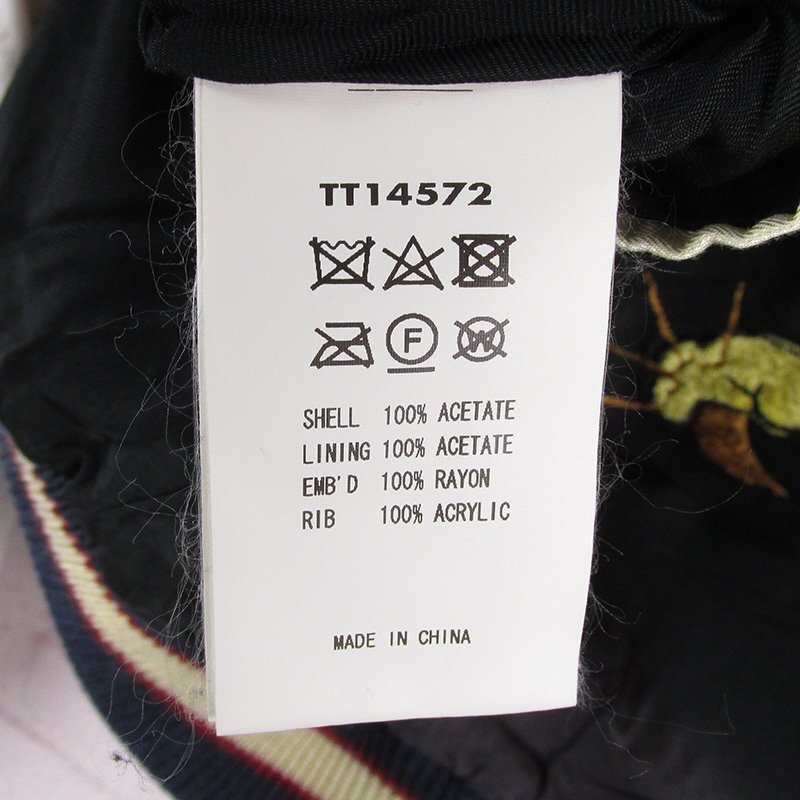 TT14572
F W
SHELL 100% ACETATE
LINING 100% ACETATE
EMB'D 100% RAYON
RIB 100% ACRYLIC
MADE IN CHINA